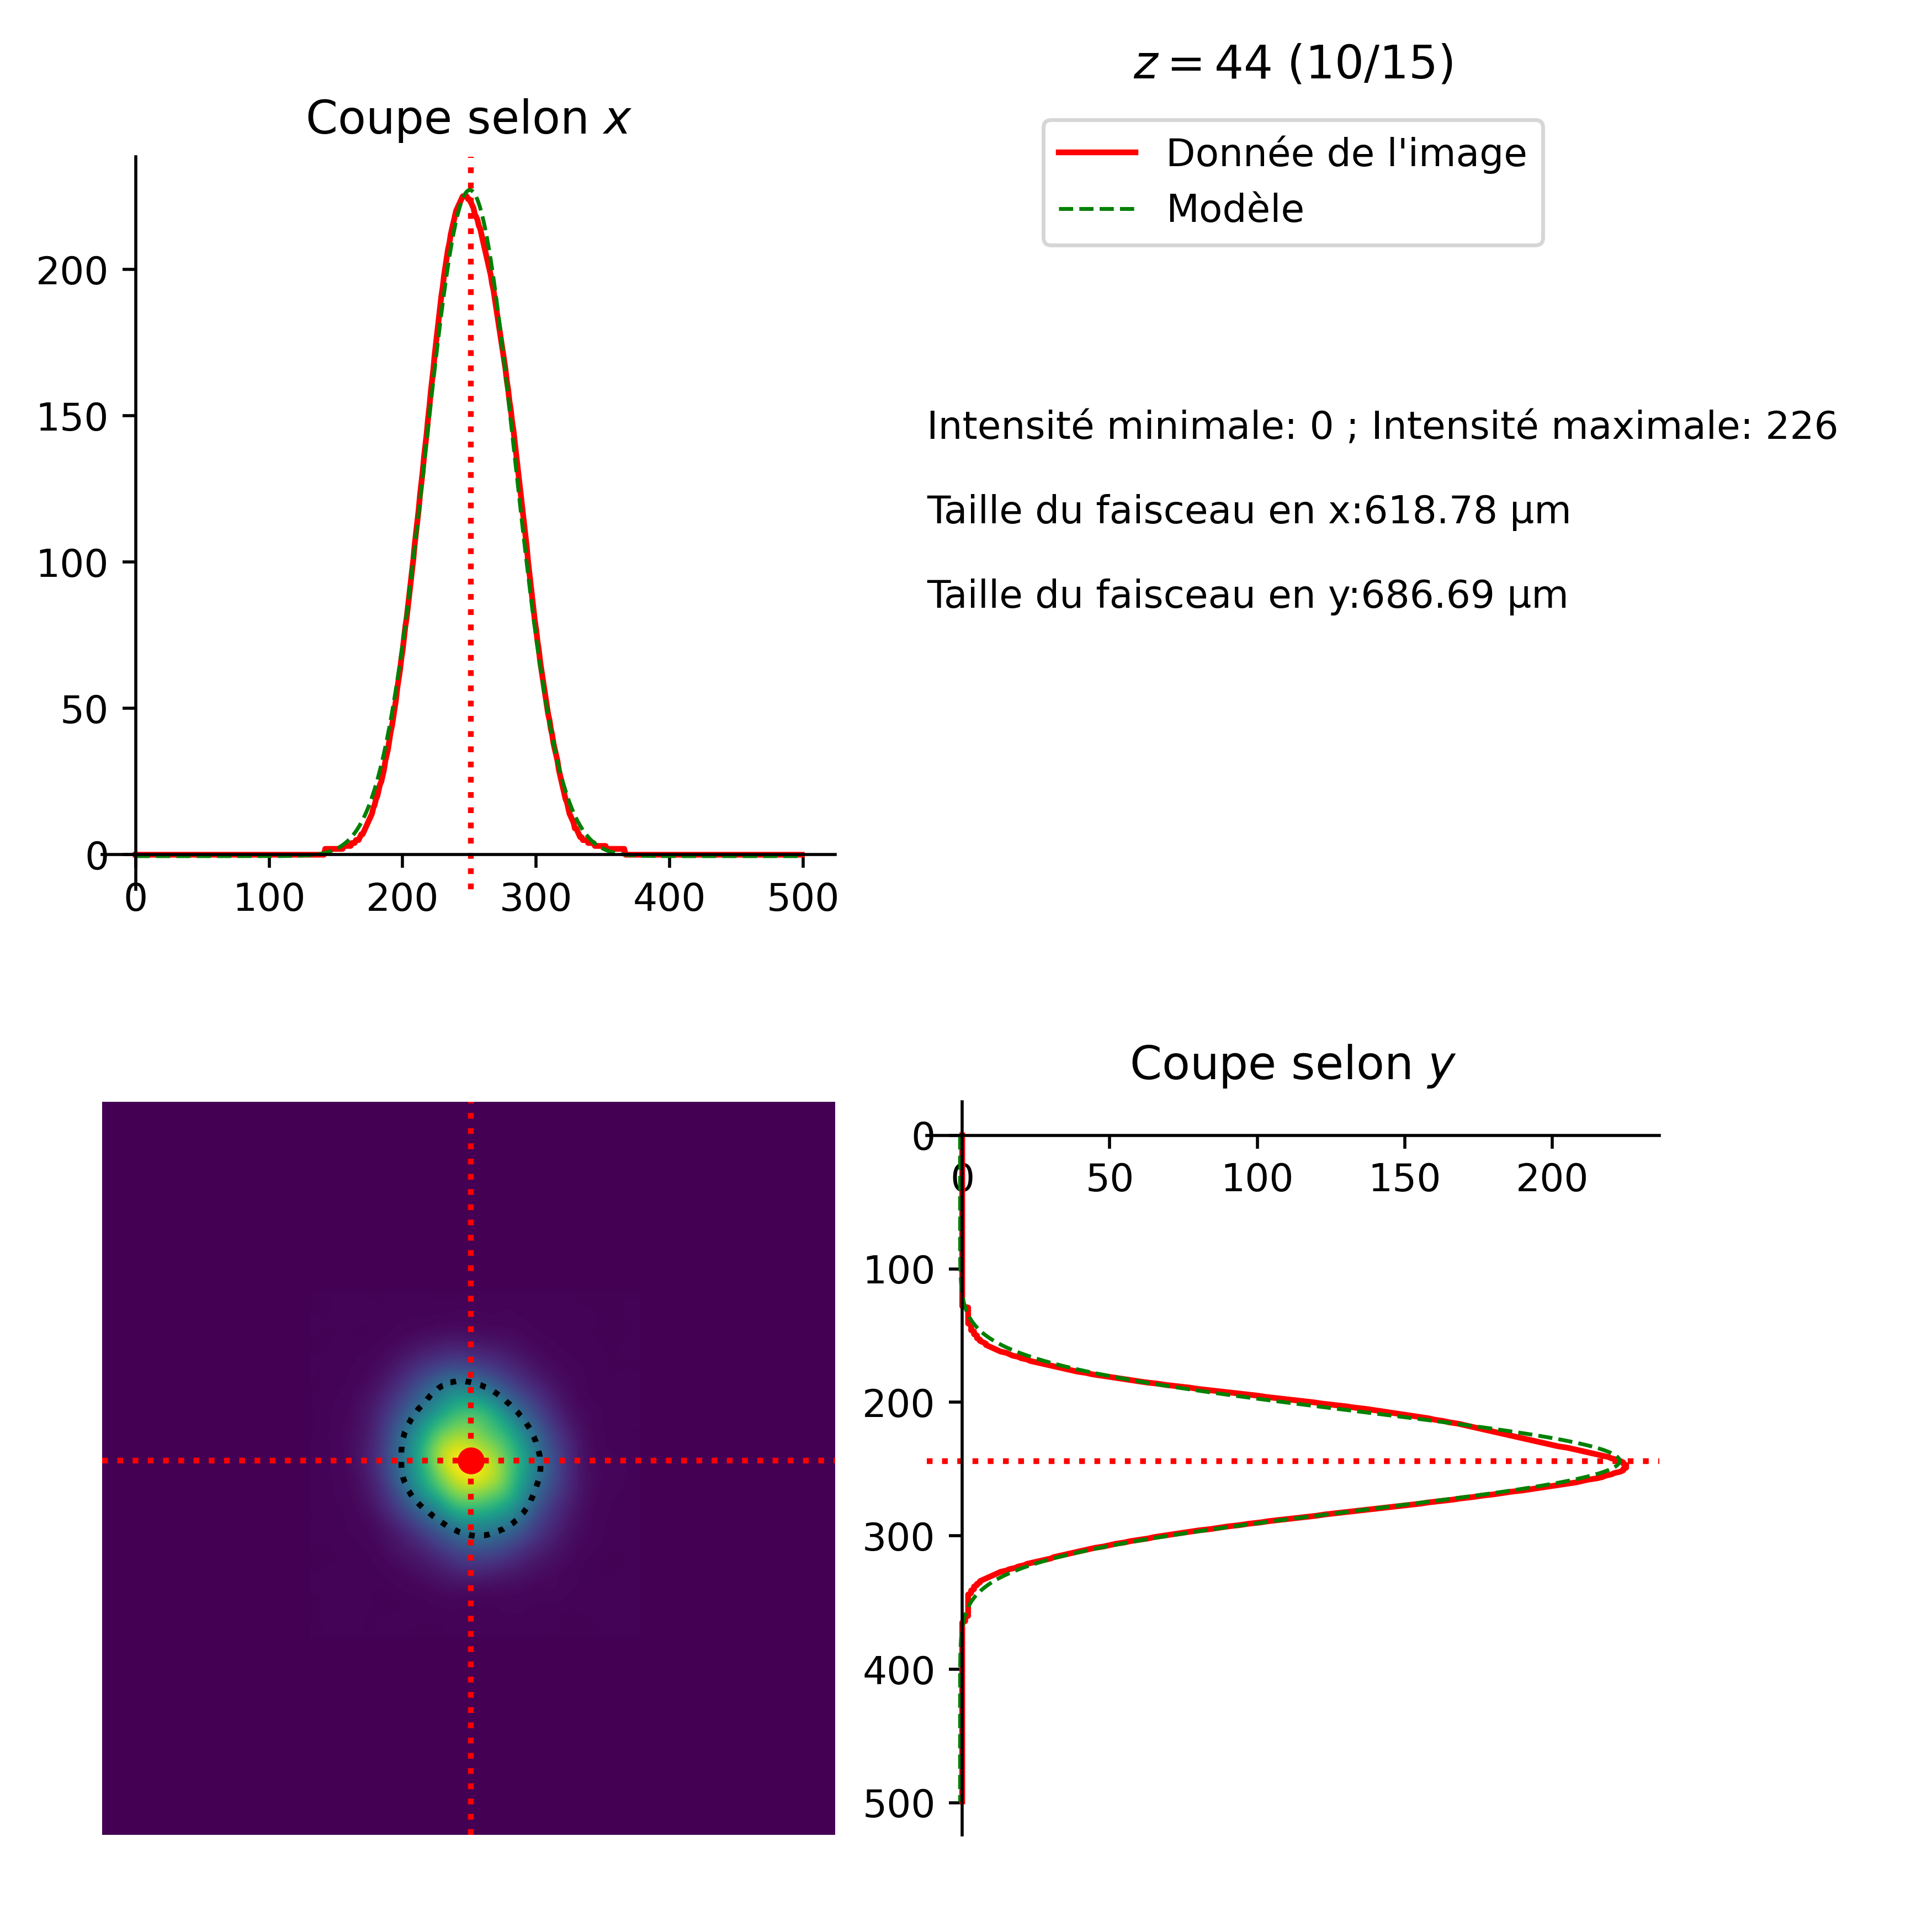 z = 44 (10/15)
Coupe selon x
Donnée de l'image
Modèle
200
150
100
50
0
0 100 200 300 400 500
Intensité minimale: 0 ; Intensité maximale: 226
Taille du faisceau en x:618.78 µm
Taille du faisceau en y:686.69 µm
Coupe selon y
0
0 50 100 150 200
100
200
300
400
500